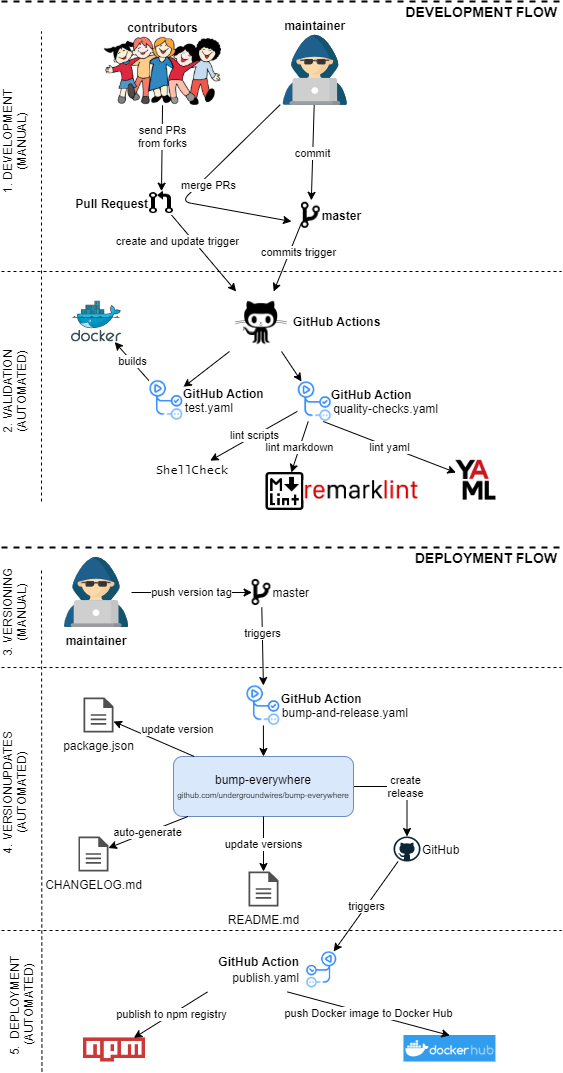 DEVELOPMENT FLOW
contributors
maintainer
1. DEVELOPMENT
(MANUAL)
send PRs
from forks
commit
merge PRs
Pull Request
master
create and update trigger
commits trigger
2. VALIDATION
(AUTOMATED)
docker
GitHub Actions
builds
GitHub Action
test.yaml
GitHub Action
quality-checks.yaml
lint scripts
lint markdown
lint yaml
ShellCheck
M
Lint
remarklint
YAML
DEPLOYMENT FLOW
3. VERSIONING
(MANUAL)
push version tag
master
maintainer
triggers
4. VERSIONUPDATES
(AUTOMATED)
GitHub Action
bump-and-release.yaml
update version
package.json
bump-everywhere
github.com/undergroundwires/bump-everywhere
create
release
auto-generate
update versions
GitHub
CHANGELOG.md
README.md
triggers
5. DEPLOYMENT
(AUTOMATED)
GitHub Action
publish.yaml
publish to npm registry
push Docker image to Docker Hub
npm
dockerhub